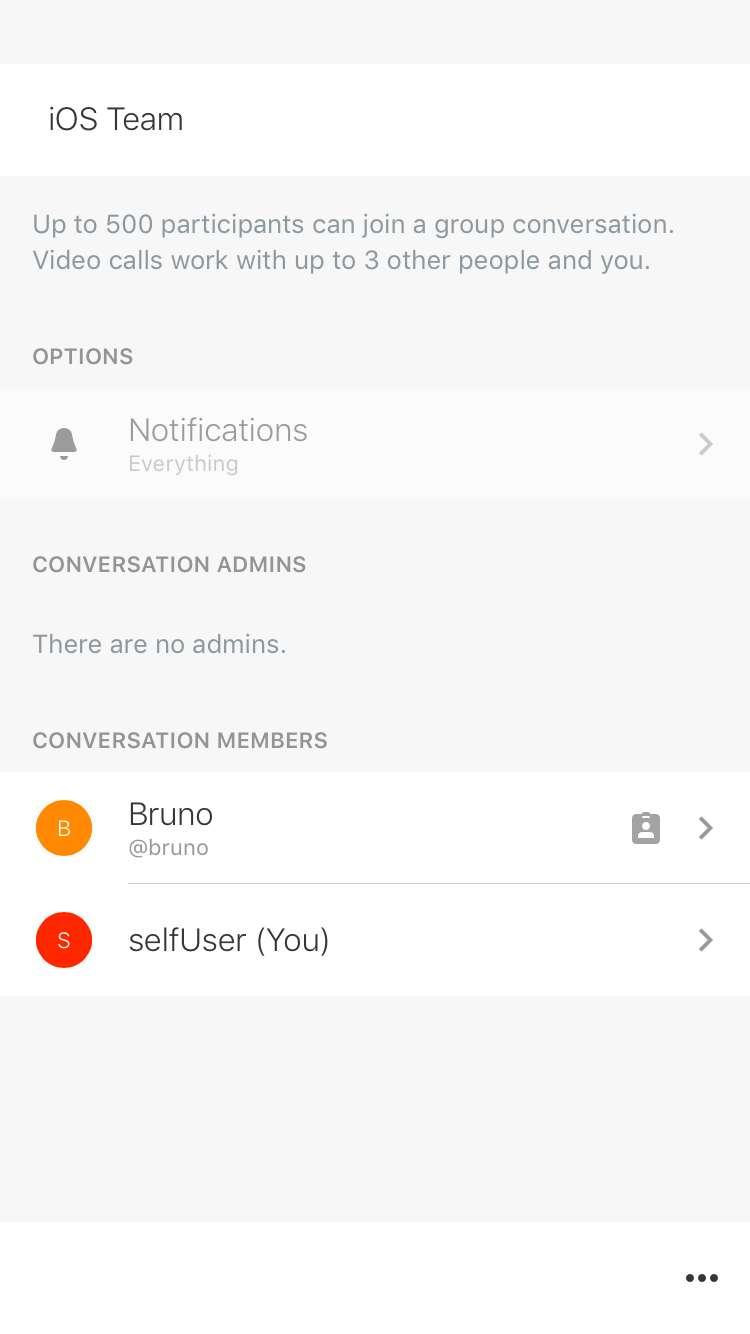 iOS Team
Up to 500 participants can join a group conversation.
Video calls work with up to 3 other people and you.
OPTIONS
Notifications
Everything
CONVERSATION ADMINS
There are no admins.
CONVERSATION MEMBERS
B
Bruno
@bruno
S
selfUser (You)